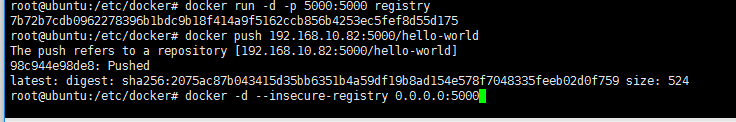 root@ubuntu:/etc/docker# docker run -d -p 5000:5000 registry
7b72b7cdb0962278396b1bdc9b18f414a9f5162ccb856b4253ec5fef8d55d175
root@ubuntu:/etc/docker# docker push 192.168.10.82:5000/hello-world
The push refers to a repository [192.168.10.82:5000/hello-world]
98c944e98de8: Pushed
latest: digest: sha256:2075ac87b043415d35bb6351b4a59df19b8ad154e578f7048335feeb02d0f759 size: 524
root@ubuntu:/etc/docker# docker -d --insecure-registry 0.0.0.0:5000